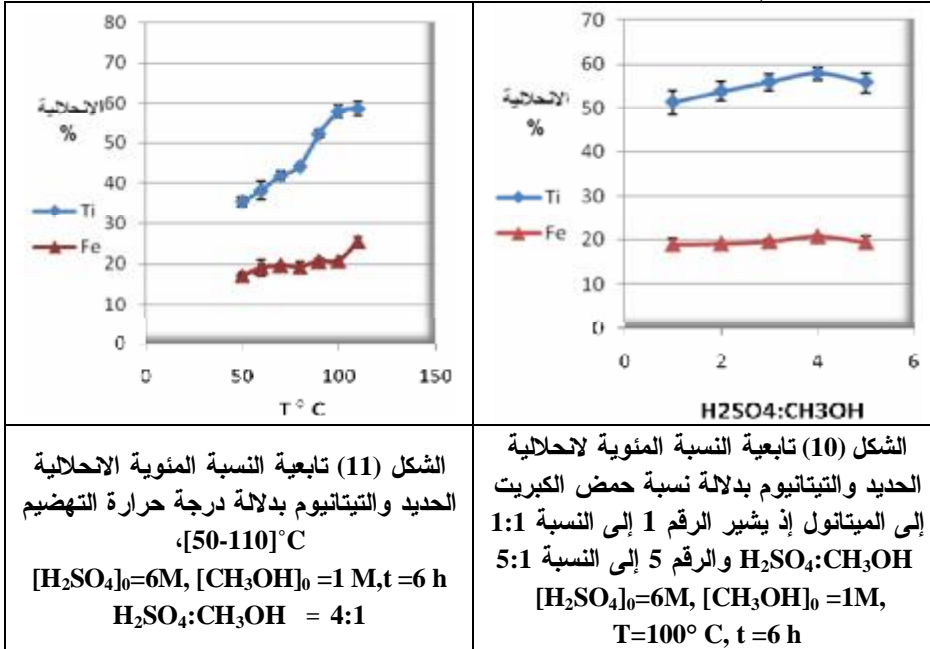 70
60
الانحلالية
50
%
40
30
Ti
20
Fe
10
0
0 2 4 6
H2SO4:CH3OH
الشكل (10) تابعية النسبة المئوية لانحلالية
الحديد والتيتانيوم بدلالة نسبة حمض الكبريت
إلى الميتانول إذ يشير الرقم 1 إلى النسبة 1:1
H₂SO₄:CH₃OH والرقم 5 إلى النسبة 5:1
[H₂SO₄]₀=6M, [CH₃OH]₀ =1M,
T=100° C, t =6 h
80
70
الانحلالية
60
%
50
40
Ti
30
Fe
20
10
0
0 50 100 150
T ° C
الشكل (11) تابعية النسبة المئوية الانحلالية
الحديد والتيتانيوم بدلالة درجة حرارة التهضيم
[50-110]˚C،
[H₂SO₄]₀=6M, [CH₃OH]₀ =1 M,t =6 h
H₂SO₄:CH₃OH = 4:1